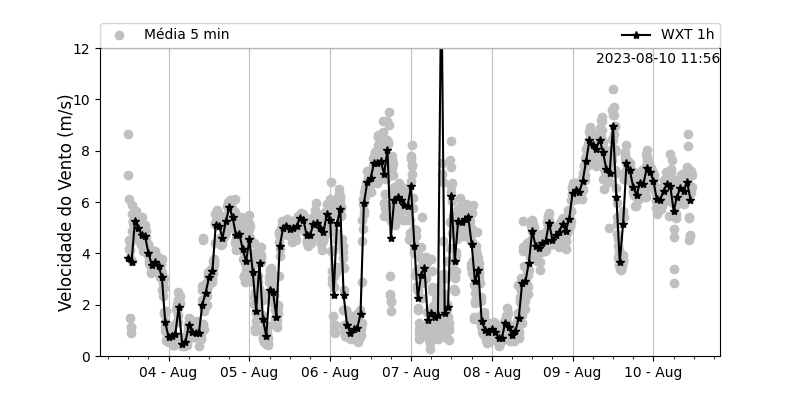 Média 5 min
WXT 1h
2023-08-10 11:56
Velocidade do Vento (m/s)
12
10
8
6
4
2
0
04 - Aug
05 - Aug
06 - Aug
07 - Aug
08 - Aug
09 - Aug
10 - Aug